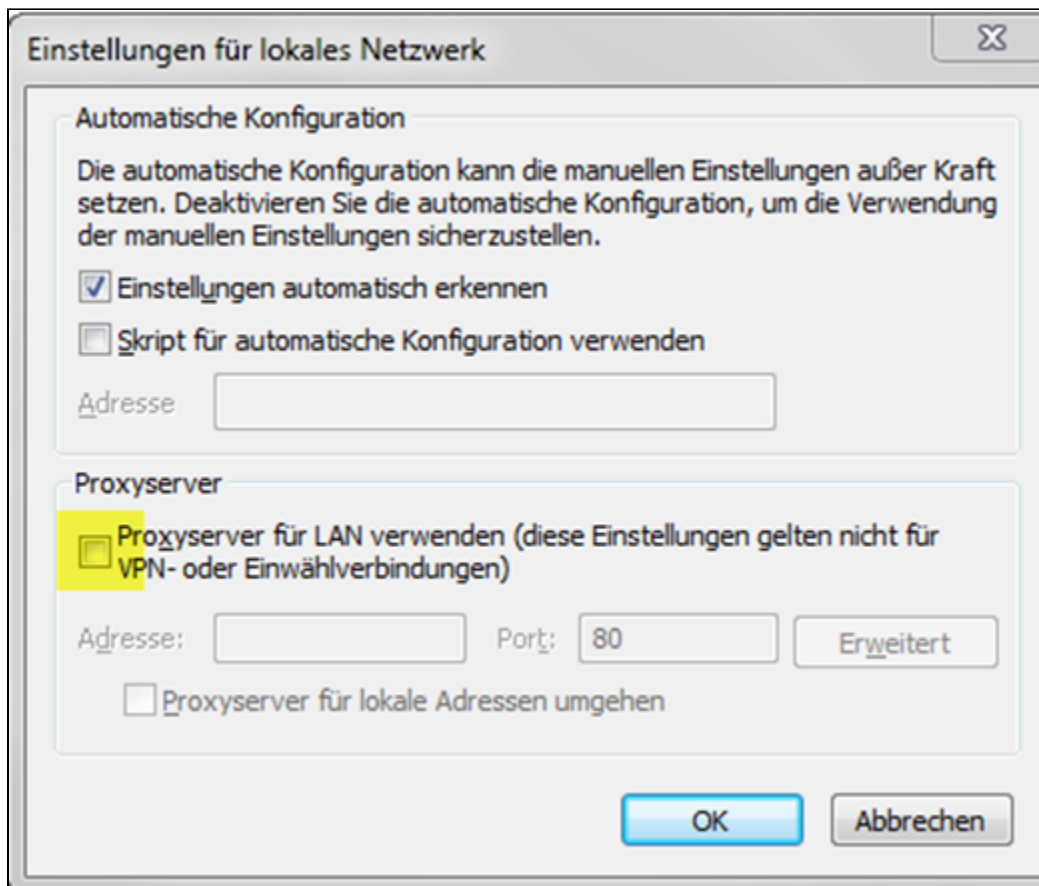 Einstellungen für lokales Netzwerk
Automatische Konfiguration
Die automatische Konfiguration kann die manuellen Einstellungen außer Kraft
setzen. Deaktivieren Sie die automatische Konfiguration, um die Verwendung
der manuellen Einstellungen sicherzustellen.
Einstellungen automatisch erkennen
Skript für automatische Konfiguration verwenden
Adresse
Proxyserver
Proxyserver für LAN verwenden (diese Einstellungen gelten nicht für
VPN- oder Einwählverbindungen)
Adresse: Port: 80 Erweitert
Proxyserver für lokale Adressen umgehen
OK Abbrechen